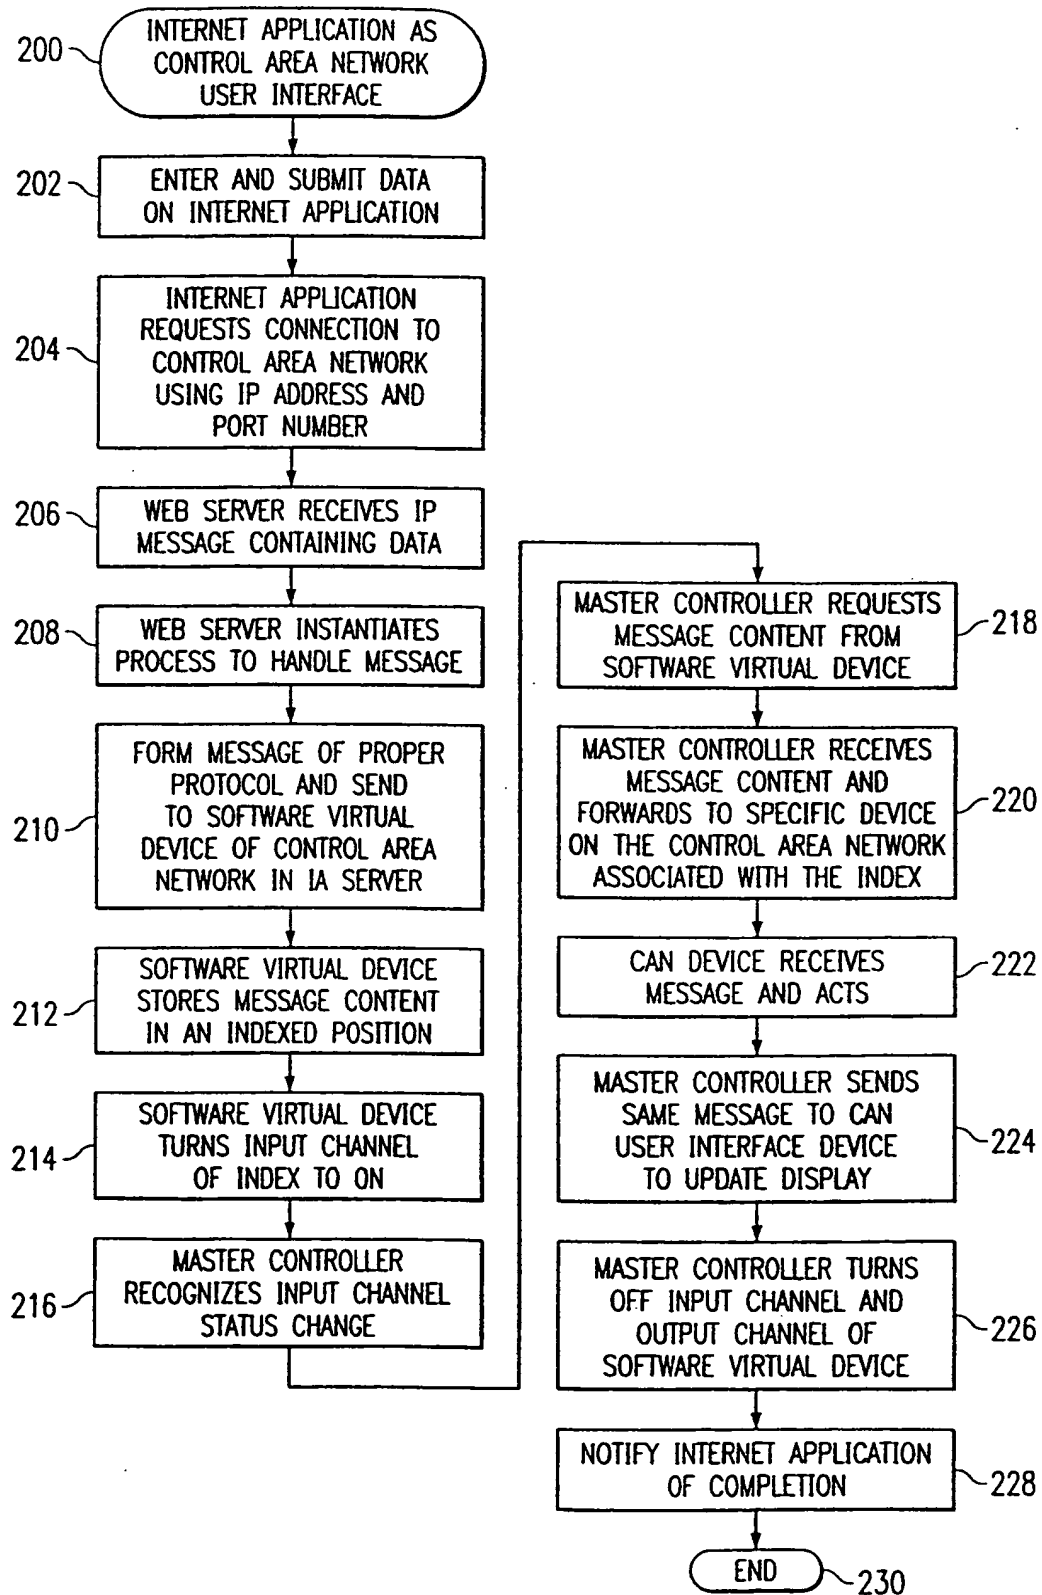 200
INTERNET APPLICATION AS
CONTROL AREA NETWORK
USER INTERFACE
202
ENTER AND SUBMIT DATA
ON INTERNET APPLICATION
204
INTERNET APPLICATION
REQUESTS CONNECTION TO
CONTROL AREA NETWORK
USING IP ADDRESS AND
PORT NUMBER
206
WEB SERVER RECEIVES IP
MESSAGE CONTAINING DATA
208
WEB SERVER INSTANTIATES
PROCESS TO HANDLE MESSAGE
210
FORM MESSAGE OF PROPER
PROTOCOL AND SEND
TO SOFTWARE VIRTUAL
DEVICE OF CONTROL AREA
NETWORK IN IA SERVER
212
SOFTWARE VIRTUAL DEVICE
STORES MESSAGE CONTENT
IN AN INDEXED POSITION
214
SOFTWARE VIRTUAL DEVICE
TURNS INPUT CHANNEL
OF INDEX TO ON
216
MASTER CONTROLLER
RECOGNIZES INPUT CHANNEL
STATUS CHANGE
MASTER CONTROLLER REQUESTS
MESSAGE CONTENT FROM
SOFTWARE VIRTUAL DEVICE
218
MASTER CONTROLLER RECEIVES
MESSAGE CONTENT AND
FORWARDS TO SPECIFIC DEVICE
ON THE CONTROL AREA NETWORK
ASSOCIATED WITH THE INDEX
220
CAN DEVICE RECEIVES
MESSAGE AND ACTS
222
MASTER CONTROLLER SENDS
SAME MESSAGE TO CAN
USER INTERFACE DEVICE
TO UPDATE DISPLAY
224
MASTER CONTROLLER TURNS
OFF INPUT CHANNEL AND
OUTPUT CHANNEL OF
SOFTWARE VIRTUAL DEVICE
226
NOTIFY INTERNET APPLICATION
OF COMPLETION
228
END
230